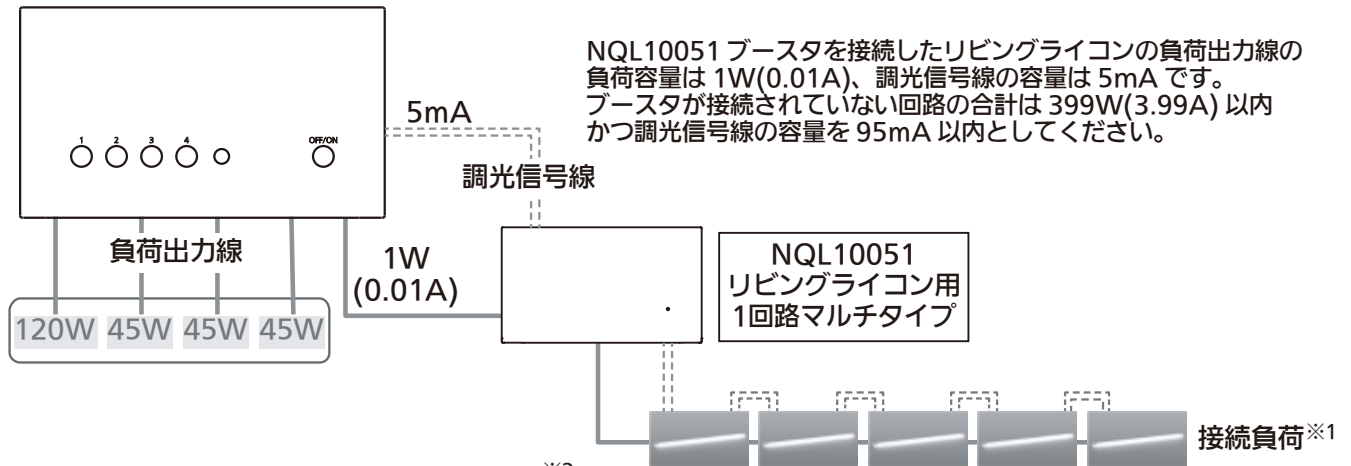 NQL10051 ブースタを接続したリビングライコンの負荷出力線の
負荷容量は 1W(0.01A)、調光信号線の容量は 5mA です。
ブースタが接続されていない回路の合計は 399W(3.99A) 以内
かつ調光信号線の容量を 95mA 以内としてください。
5mA
1 2 3 4 OFF/ON
調光信号線
負荷出力線
1W
(0.01A)
NQL10051
リビングライコン用
1回路マルチタイプ
120W 45W 45W 45W
接続負荷※1